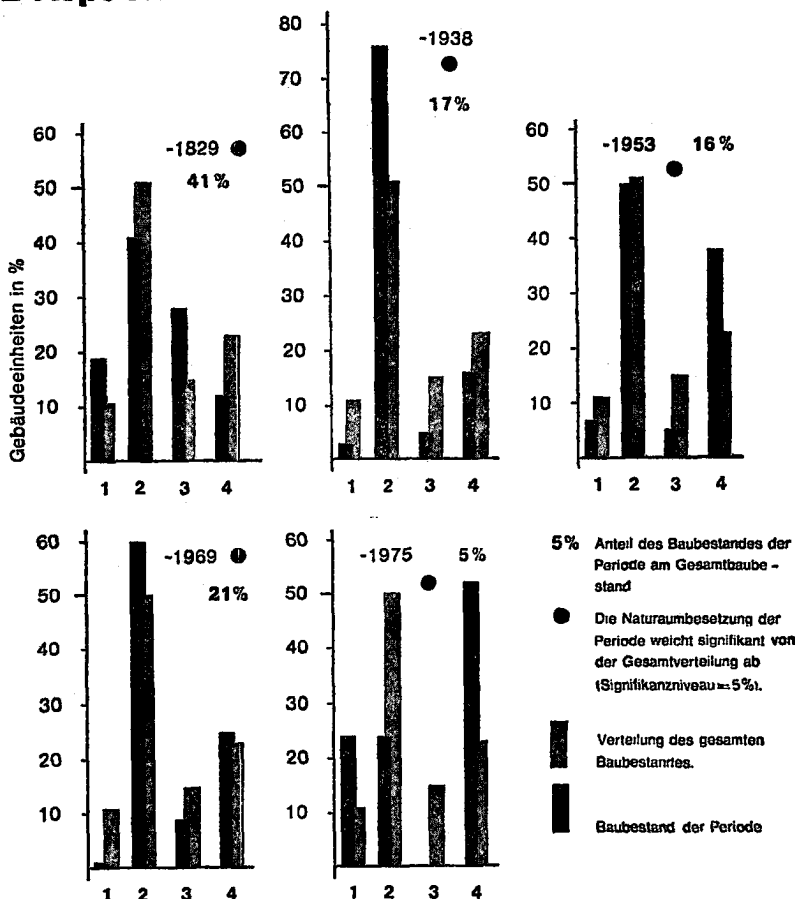 80
70
60
50
40
30
20
10
-1938
17%
1 2 3 4
Gebäudeeinheiten in %
60
50
40
30
20
10
-1829
41%
1 2 3 4
60
50
40
30
20
10
-1953 16%
1 2 3 4
60
50
40
30
20
10
-1969
21%
1 2 3 4
60
50
40
30
20
10
-1975 5%
1 2 3 4
5% Anteil des Baubestandes der
Periode am Gesamtbaube -
stand
Die Naturaumbesetzung der
Periode weicht signifikant von
der Gesamtverteilung ab
(Signifikanzniveau=5%).
Verteilung des gesamten
Baubestandes.
Baubestand der Periode